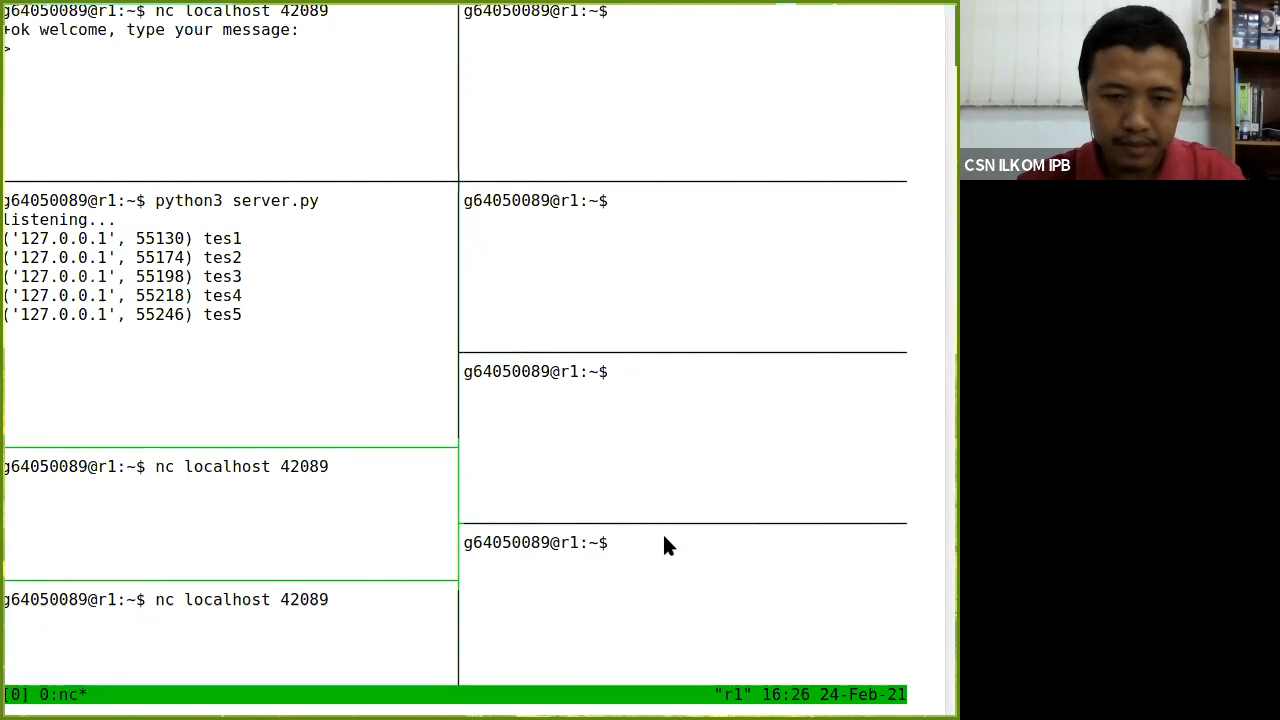 g64050089@r1:~$ nc localhost 42089
+ok welcome, type your message:
>
g64050089@r1:~$ python3 server.py
listening...
('127.0.0.1', 55130) tes1
('127.0.0.1', 55174) tes2
('127.0.0.1', 55198) tes3
('127.0.0.1', 55218) tes4
('127.0.0.1', 55246) tes5
g64050089@r1:~$ nc localhost 42089
g64050089@r1:~$ nc localhost 42089
g64050089@r1:~$
g64050089@r1:~$
g64050089@r1:~$
g64050089@r1:~$
[0] 0:nc*
"r1" 16:26 24-Feb-21
CSN ILKOM IPB